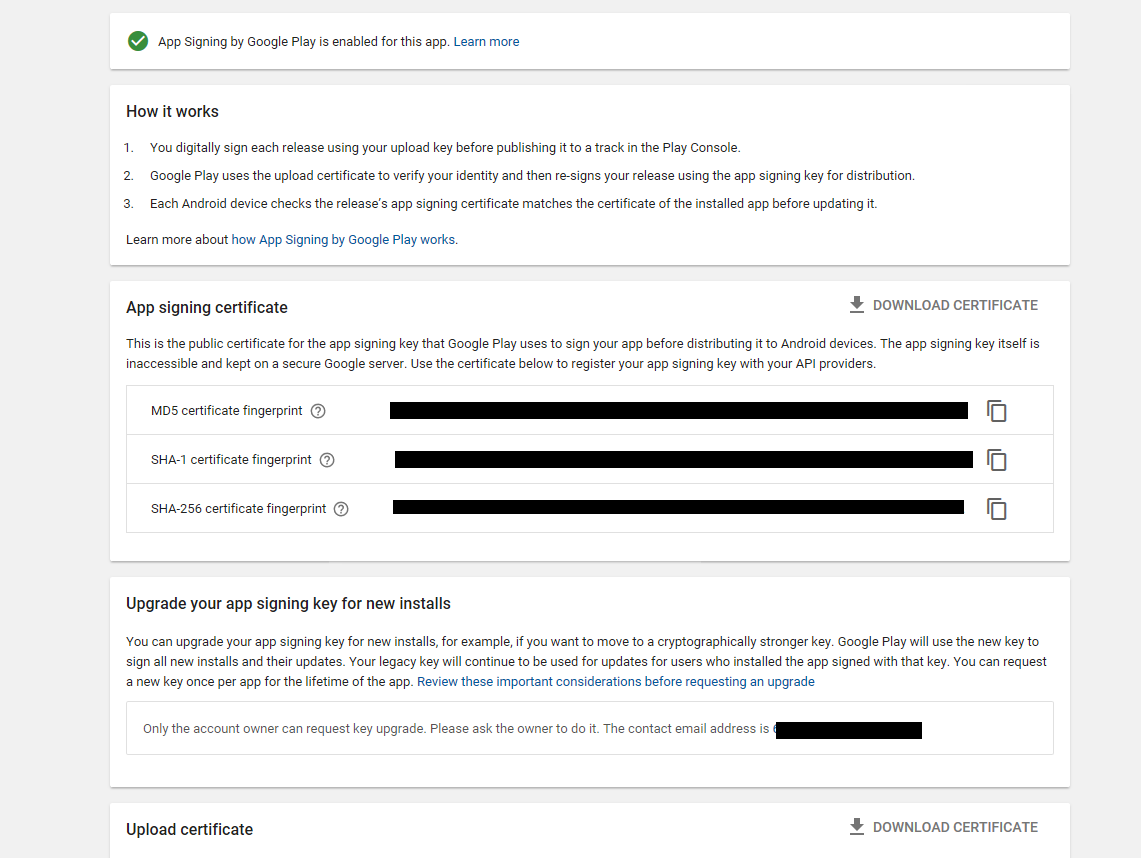 App Signing by Google Play is enabled for this app. Learn more
How it works
1. You digitally sign each release using your upload key before publishing it to a track in the Play Console.
2. Google Play uses the upload certificate to verify your identity and then re-signs your release using the app signing key for distribution.
3. Each Android device checks the release's app signing certificate matches the certificate of the installed app before updating it.
Learn more about how App Signing by Google Play works.
App signing certificate
DOWNLOAD CERTIFICATE
This is the public certificate for the app signing key that Google Play uses to sign your app before distributing it to Android devices. The app signing key itself is
inaccessible and kept on a secure Google server. Use the certificate below to register your app signing key with your API providers.
MD5 certificate fingerprint
SHA-1 certificate fingerprint
SHA-256 certificate fingerprint
Upgrade your app signing key for new installs
You can upgrade your app signing key for new installs, for example, if you want to move to a cryptographically stronger key. Google Play will use the new key to
sign all new installs and their updates. Your legacy key will continue to be used for updates for users who installed the app signed with that key. You can request
a new key once per app for the lifetime of the app. Review these important considerations before requesting an upgrade
Only the account owner can request key upgrade. Please ask the owner to do it. The contact email address is
Upload certificate
DOWNLOAD CERTIFICATE